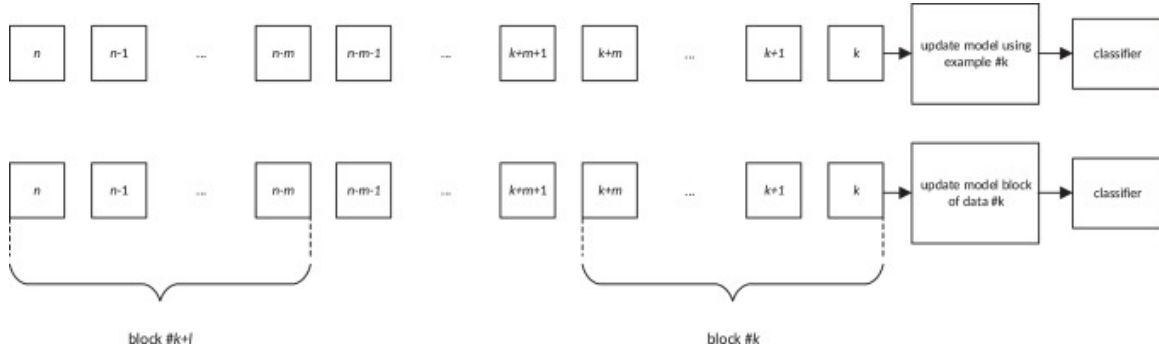 n n-1 ... n-m n-m-1 ... k+m+1 k+m ... k+1 k update model using example #k classifier
n n-1 ... n-m n-m-1 ... k+m+1 k+m ... k+1 k update model block of data #k classifier
block #k+l block #k